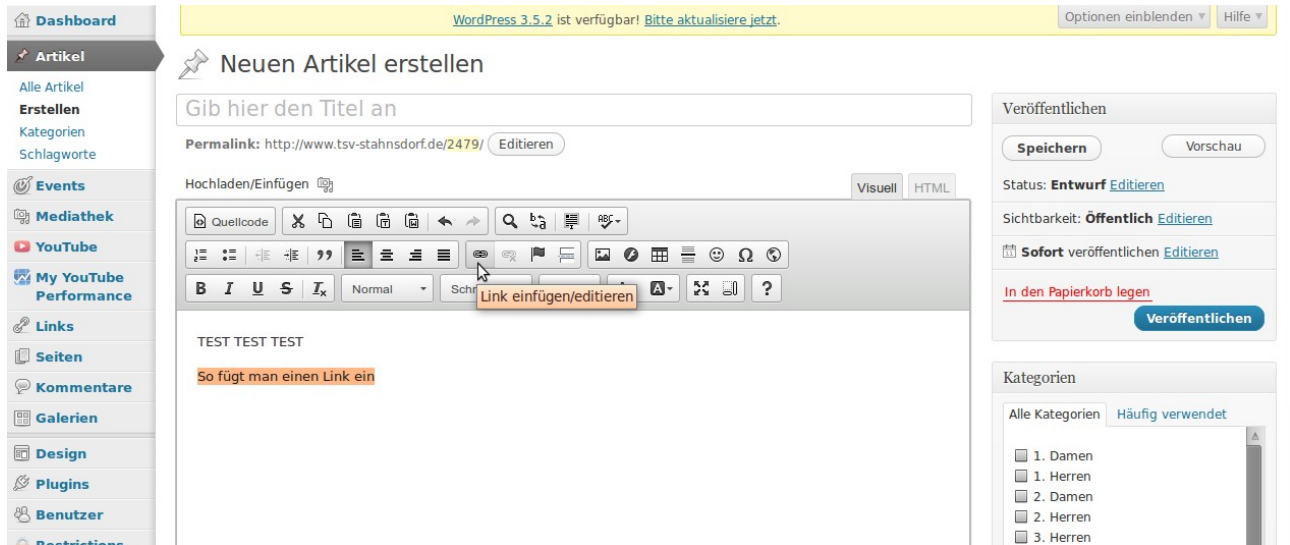 Dashboard
WordPress 3.5.2 ist verfügbar! Bitte aktualisiere jetzt.
Optionen einblenden
Hilfe
Artikel
Alle Artikel
Erstellen
Kategorien
Schlagworte
Events
Mediathek
YouTube
My YouTube
Performance
Links
Seiten
Kommentare
Galerien
Design
Plugins
Benutzer
Restrictions
Neuen Artikel erstellen
Gib hier den Titel an
Permalink: http://www.tsv-stahnsdorf.de/2479/ Editieren
Hochladen/Einfügen
Visuell HTML
Quellcode
ABC
B I U S Ix Normal Schr
?
Link einfügen/editieren
TEST TEST TEST
So fügt man einen Link ein
Veröffentlichen
Speichern Vorschau
Status: Entwurf Editieren
Sichtbarkeit: Öffentlich Editieren
Sofort veröffentlichen Editieren
In den Papierkorb legen
Veröffentlichen
Kategorien
Alle Kategorien Häufig verwendet
1. Damen
1. Herren
2. Damen
2. Herren
3. Herren